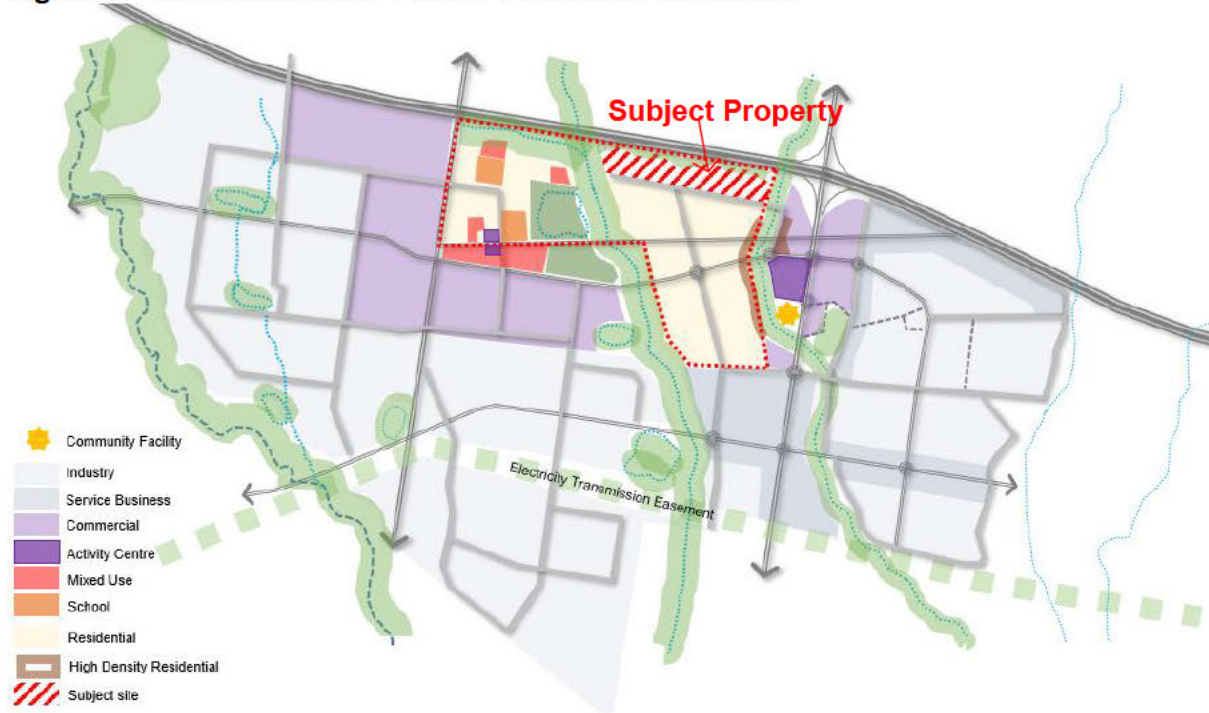 Subject Property
Electricity Transmission Easement
Community Facility
Industry
Service Business
Commercial
Activity Centre
Mixed Use
School
Residential
High Density Residential
Subject site